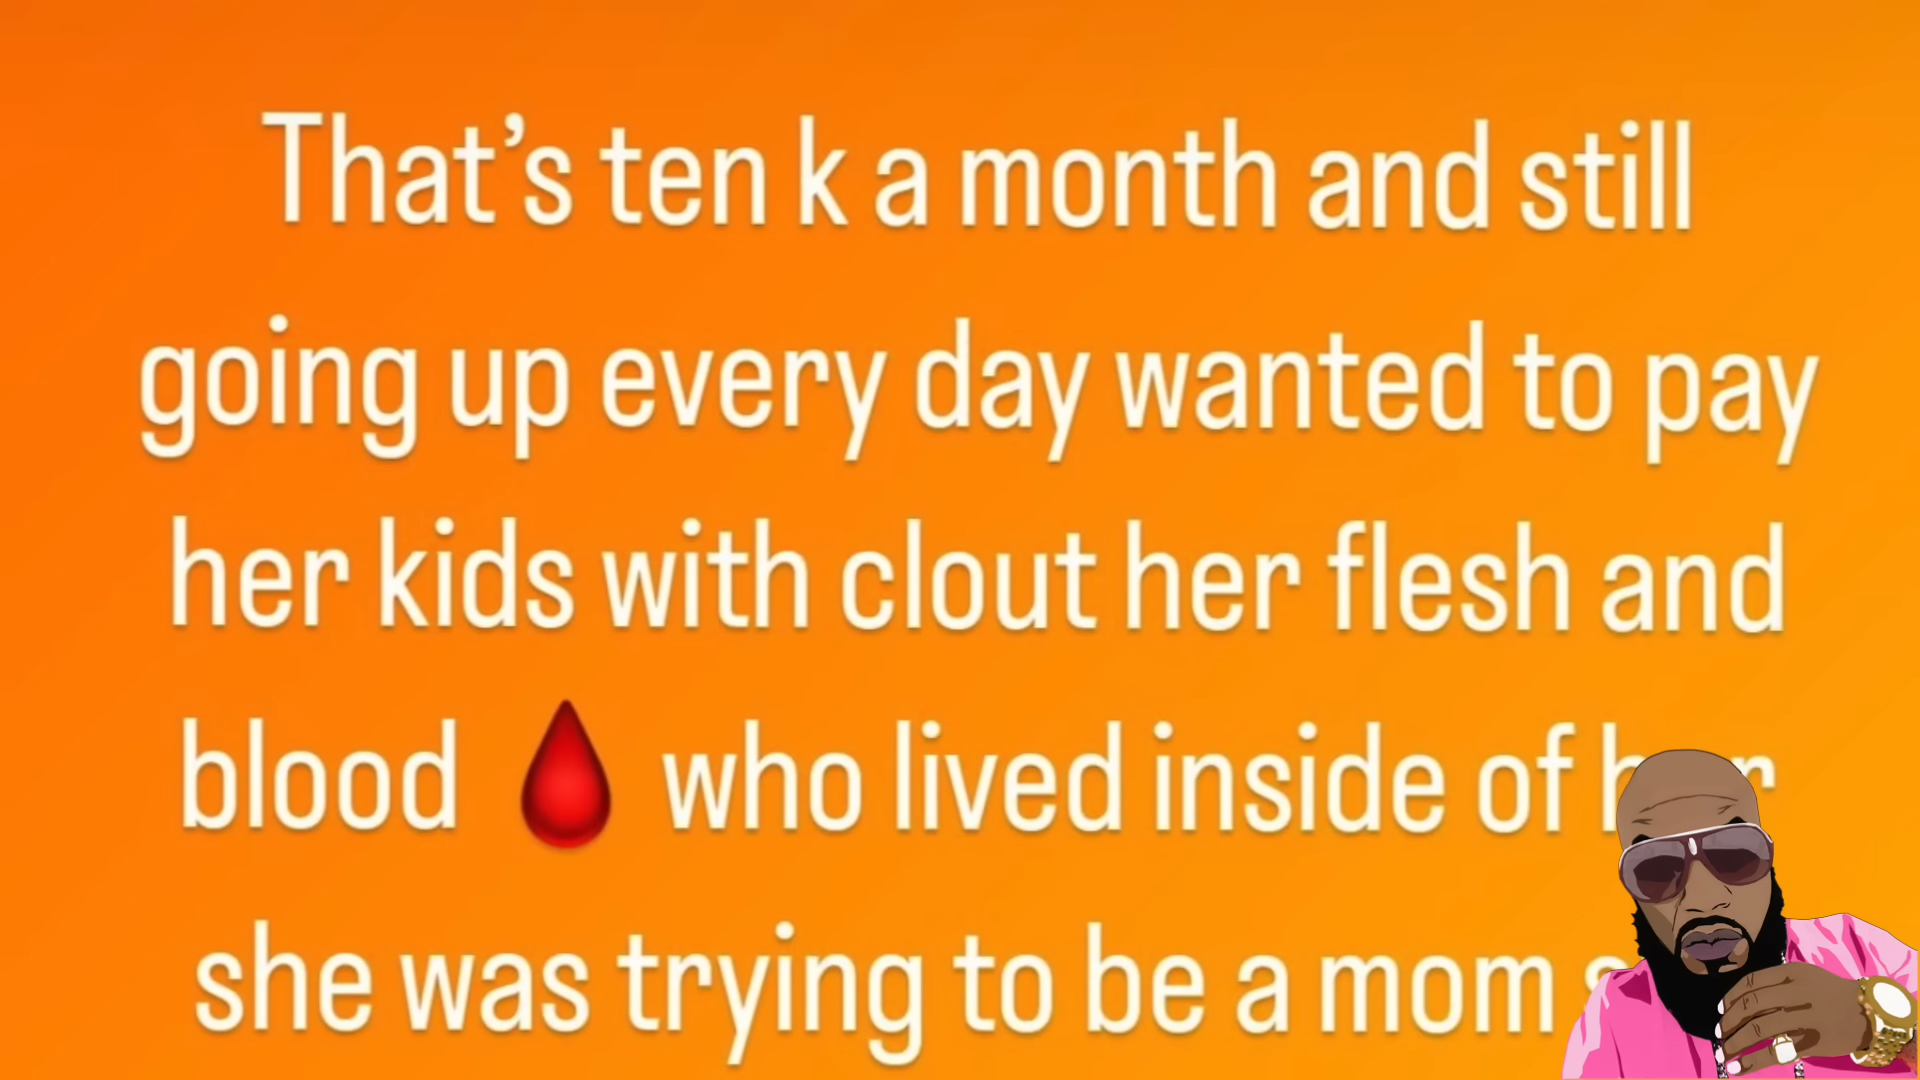 That's ten k a month and still
going up every day wanted to pay
her kids with clout her flesh and
blood 🩸 who lived inside of her
she was trying to be a mom